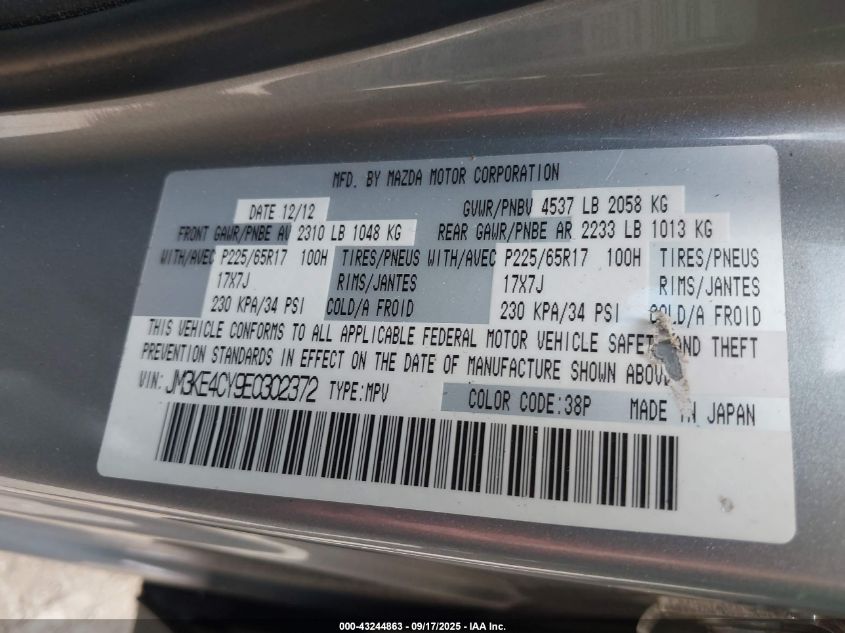 MFD. BY MAZDA MOTOR CORPORATION
DATE 12/12 GVWR/PNBV 4537 LB 2058 KG
FRONT GAWR/PNBE AV 2310 LB 1048 KG REAR GAWR/PNBE AR 2233 LB 1013 KG
WITH/AVEC P225/65R17 100H TIRES/PNEUS WITH/AVEC P225/65R17 100H TIRES/PNEUS
17X7J RIMS/JANTES 17X7J RIMS/JANTES
230 KPA/34 PSI COLD/A FROID 230 KPA/34 PSI COLD/A FROID
THIS VEHICLE CONFORMS TO ALL APPLICABLE FEDERAL MOTOR VEHICLE SAFETY AND THEFT
PREVENTION STANDARDS IN EFFECT ON THE DATE OF MANUFACTURE SHOWN ABOVE.
VIN: JM3KE4CY9E0302372 TYPE:MPV COLOR CODE:38P MADE IN JAPAN
000-43244863 - 09/17/2025 - IAA Inc.